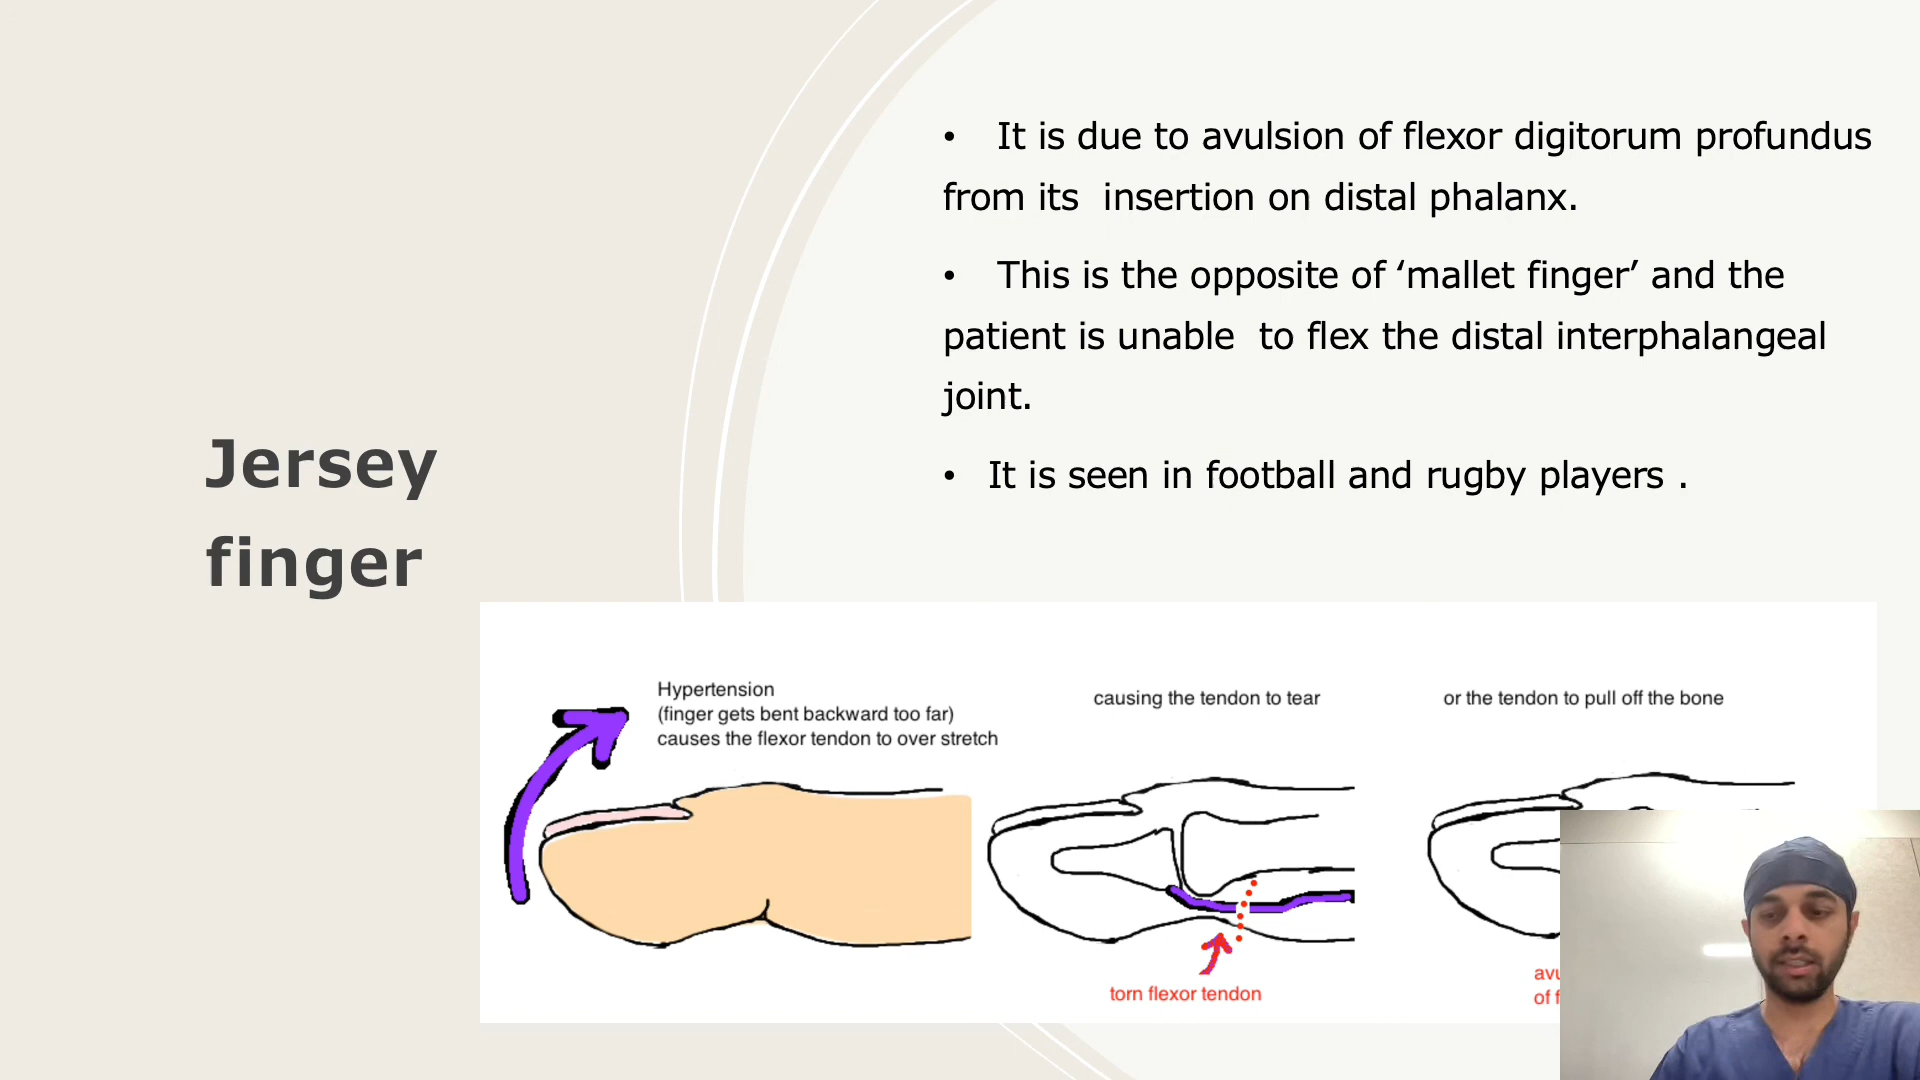 Jersey
finger
• It is due to avulsion of flexor digitorum profundus
from its insertion on distal phalanx.
• This is the opposite of ‘mallet finger’ and the
patient is unable to flex the distal interphalangeal
joint.
• It is seen in football and rugby players .
Hypertension
(finger gets bent backward too far)
causes the flexor tendon to over stretch
causing the tendon to tear
or the tendon to pull off the bone
torn flexor tendon
of